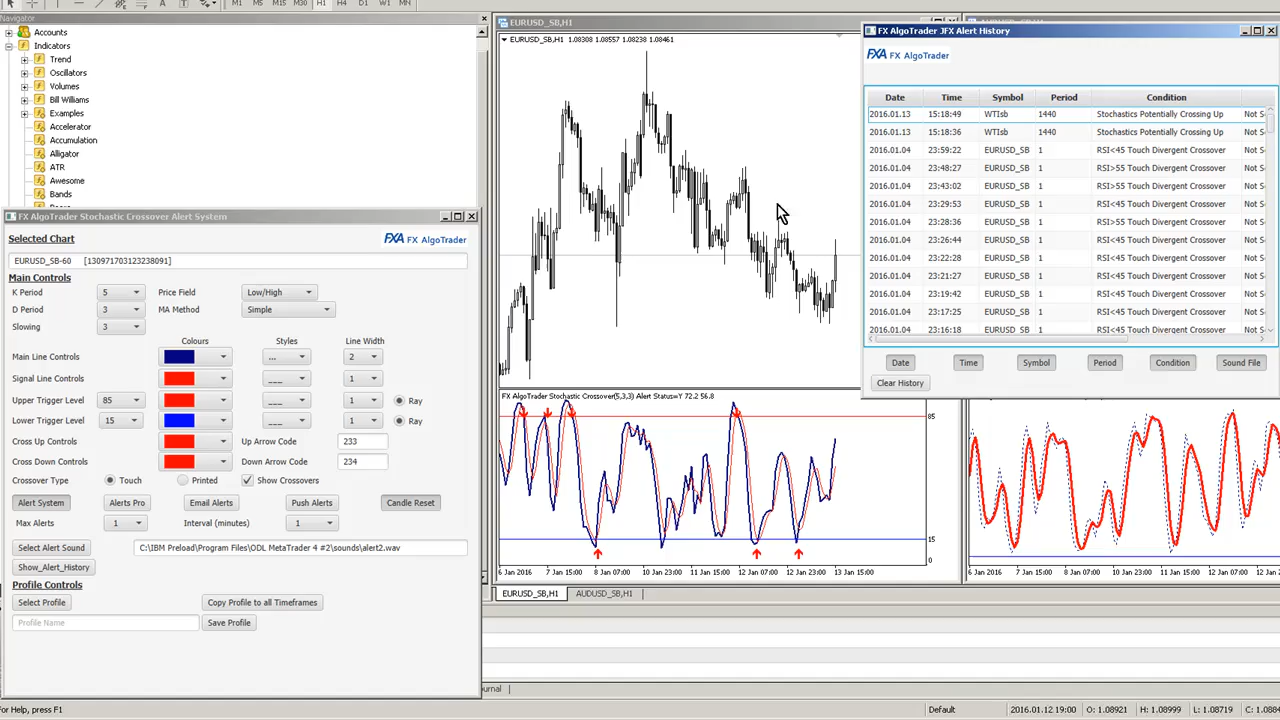 M1 M5 M15 M30 H1 H4 D1 W1 MN
Navigator
Accounts
Indicators
Trend
Oscillators
Volumes
Bill Williams
Examples
Accelerator
Accumulation
Alligator
ATR
Awesome
Bands
FX AlgoTrader Stochastic Crossover Alert System
Selected Chart
FXA FX AlgoTrader
EURUSD_SB-60 [130971703123238091]
Main Controls
K Period 5 Price Field Low/High
D Period 3 MA Method Simple
Slowing 3
Colours Styles Line Width
Main Line Controls ... 2
Signal Line Controls ___ 1
Upper Trigger Level 85 ___ 1 Ray
Lower Trigger Level 15 ___ 1 Ray
Cross Up Controls Up Arrow Code 233
Cross Down Controls Down Arrow Code 234
Crossover Type Touch Printed Show Crossovers
Alert System Alerts Pro Email Alerts Push Alerts Candle Reset
Max Alerts 1 Interval (minutes) 1
Select Alert Sound C:\IBM Preload\Program Files\ODL MetaTrader 4 #2\sounds\alert2.wav
Show_Alert_History
Profile Controls
Select Profile Copy Profile to all Timeframes
Profile Name Save Profile
EURUSD_SB,H1
EURUSD_SB,H1 1.08308 1.08557 1.08238 1.08461
FX AlgoTrader Stochastic Crossover(5,3,3) Alert Status=Y 72.2 56.8
85
15
0
6 Jan 2016 7 Jan 15:00 8 Jan 07:00 10 Jan 23:00 11 Jan 15:00 12 Jan 07:00 12 Jan 23:00 13 Jan 15:00
EURUSD_SB,H1 AUDUSD_SB,H1
FX AlgoTrader JFX Alert History
FXA FX AlgoTrader
Date Time Symbol Period Condition
2016.01.13 15:18:49 WTIsb 1440 Stochastics Potentially Crossing Up Not S
2016.01.13 15:18:36 WTIsb 1440 Stochastics Potentially Crossing Up Not S
2016.01.04 23:59:22 EURUSD_SB 1 RSI<45 Touch Divergent Crossover Not S
2016.01.04 23:48:27 EURUSD_SB 1 RSI>55 Touch Divergent Crossover Not S
2016.01.04 23:43:02 EURUSD_SB 1 RSI>55 Touch Divergent Crossover Not S
2016.01.04 23:29:53 EURUSD_SB 1 RSI<45 Touch Divergent Crossover Not S
2016.01.04 23:28:36 EURUSD_SB 1 RSI>55 Touch Divergent Crossover Not S
2016.01.04 23:26:44 EURUSD_SB 1 RSI<45 Touch Divergent Crossover Not S
2016.01.04 23:22:28 EURUSD_SB 1 RSI<45 Touch Divergent Crossover Not S
2016.01.04 23:21:27 EURUSD_SB 1 RSI<45 Touch Divergent Crossover Not S
2016.01.04 23:19:42 EURUSD_SB 1 RSI<45 Touch Divergent Crossover Not S
2016.01.04 23:17:25 EURUSD_SB 1 RSI<45 Touch Divergent Crossover Not S
2016.01.04 23:16:18 EURUSD_SB 1 RSI<45 Touch Divergent Crossover Not S
Date Time Symbol Period Condition Sound File
Clear History
6 Jan 2016 7 Jan 15:00 8 Jan 07:00 10 Jan 23:00 11 Jan 15:00 12 Jan 07:00 12 J
ournal
For Help, press F1
Default 2016.01.12 19:00 O: 1.08921 H: 1.08999 L: 1.08719 C: 1.0884